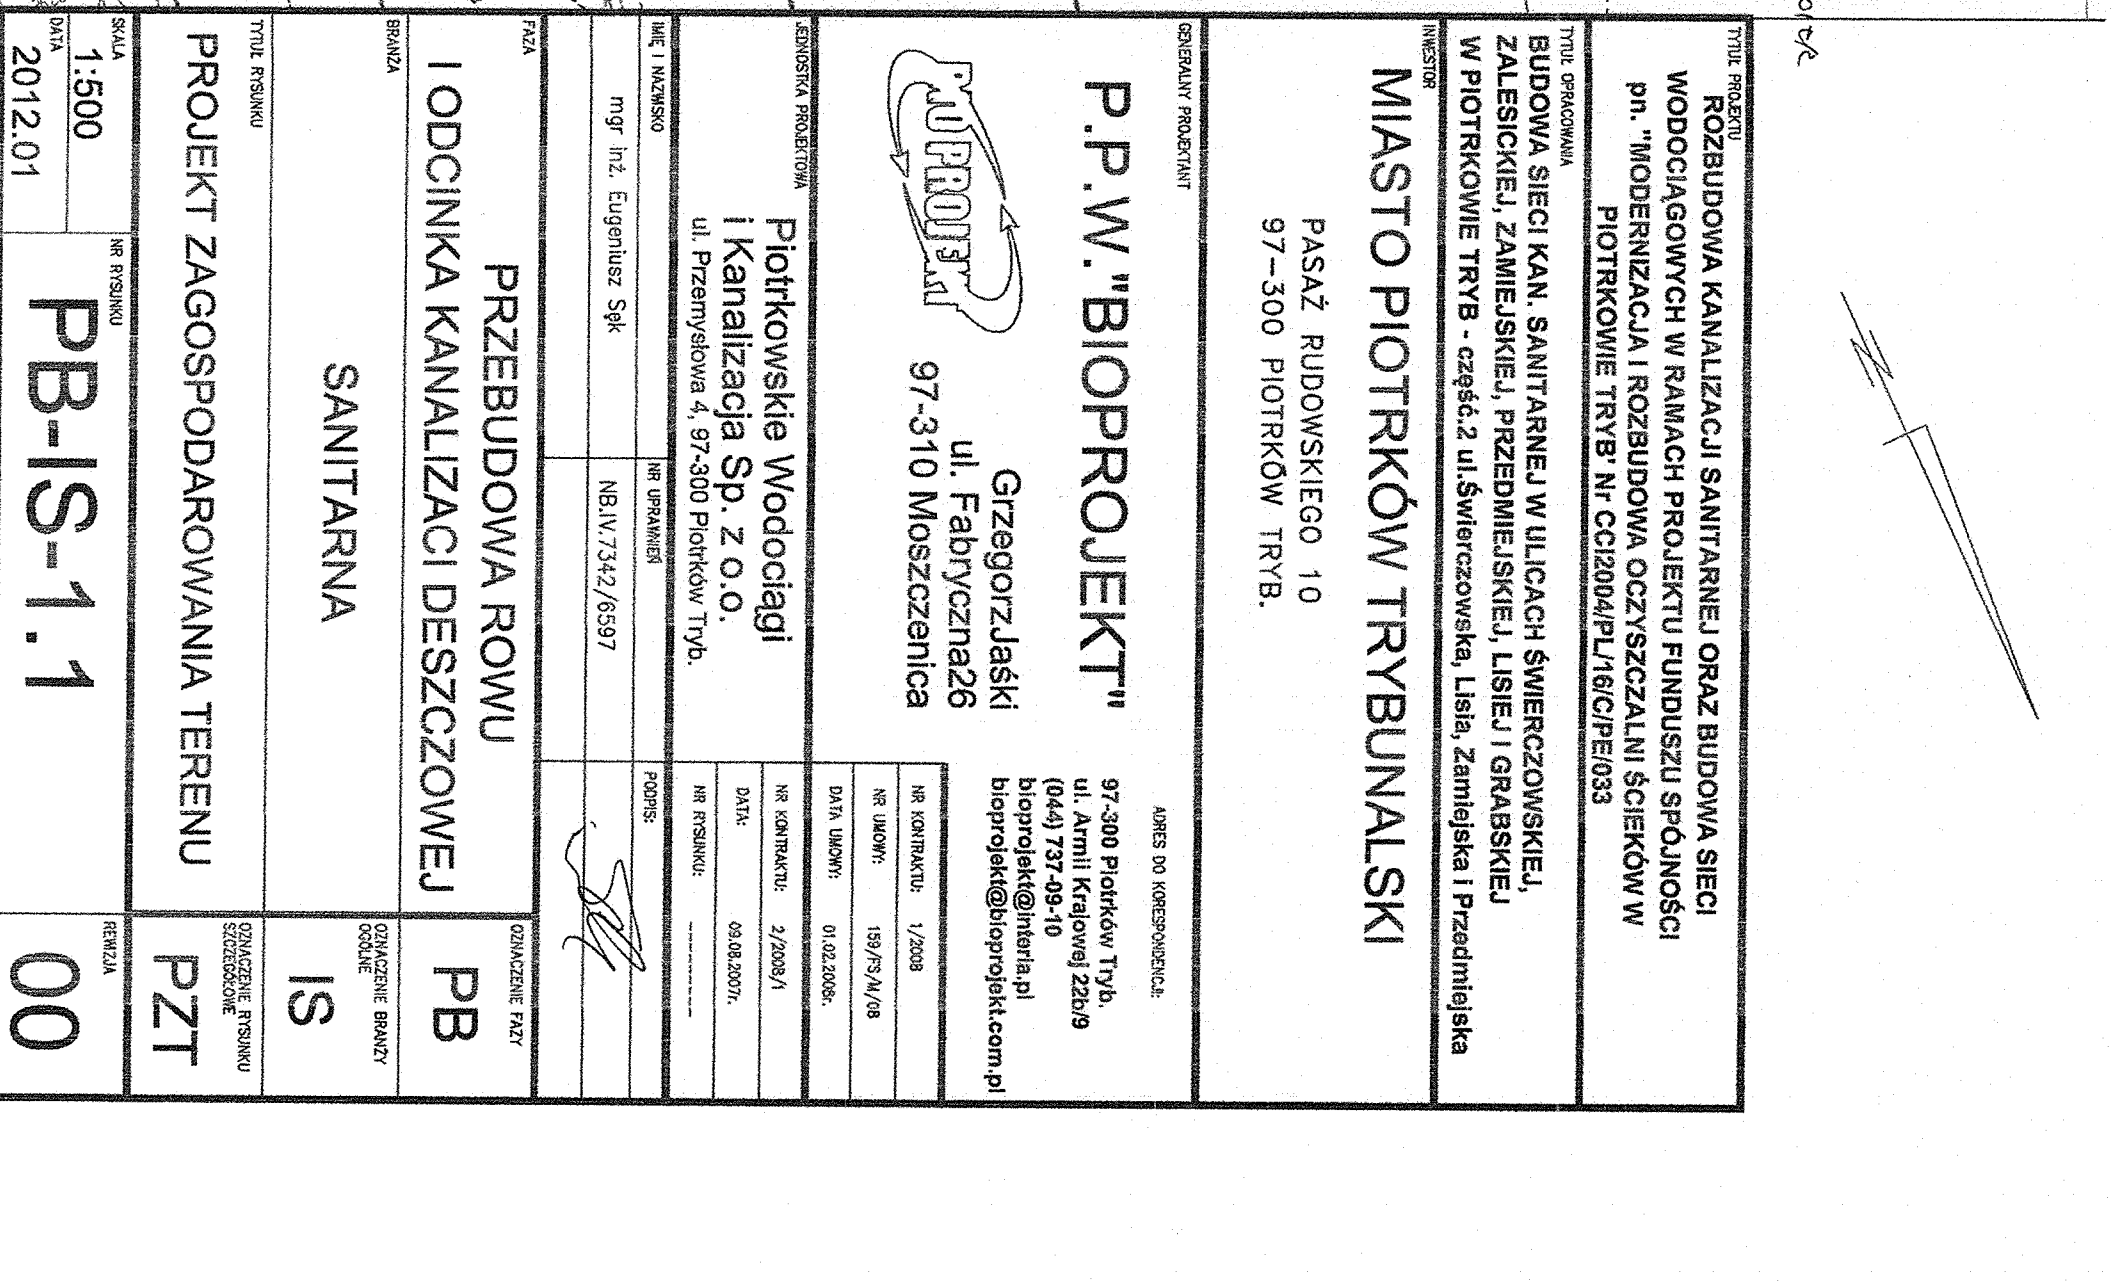 TYTUŁ PROJEKTU
ROZBUDOWA KANALIZACJI SANITARNEJ ORAZ BUDOWA SIECI
WODOCIĄGOWYCH W RAMACH PROJEKTU FUNDUSZU SPÓJNOŚCI
pn. "MODERNIZACJA I ROZBUDOWA OCZYSZCZALNI ŚCIEKÓW W
PIOTRKOWIE TRYB' Nr CCI2004/PL/16/C/PE/033
TYTUŁ OPRACOWANIA
BUDOWA SIECI KAN. SANITARNEJ W ULICACH ŚWIERCZOWSKIEJ,
ZALESICKIEJ, ZAMIEJSKIEJ, PRZEDMIEJSKIEJ, LISIEJ I GRABSKIEJ
W PIOTRKOWIE TRYB - część.2 ul.Świerczowska, Lisia, Zamiejska i Przedmiejska
INWESTOR
MIASTO PIOTRKÓW TRYBUNALSKI
PASAŻ RUDOWSKIEGO 10
97-300 PIOTRKÓW TRYB.
GENERALNY PROJEKTANT
P.P.W."BIOPROJEKT"
GrzegorzJaśki
ul. Fabryczna26
97-310 Moszczenica
ADRES DO KORESPONDENCJI:
97-300 Piotrków Tryb.
ul. Armii Krajowej 22b/9
(044) 737-09-10
bioprojekt@interia.pl
bioprojekt@bioprojekt.com.pl
NR KONTRAKTU: 1/2008
NR UMOWY: 159/FS/M/08
DATA UMOWY: 01.02.2008r.
JEDNOSTKA PROJEKTOWA
Piotrkowskie Wodociągi
i Kanalizacja Sp. z o.o.
ul. Przemysłowa 4, 97-300 Piotrków Tryb.
NR KONTRAKTU: 2/2008/1
DATA: 09.08.2007r.
NR RYSUNKU: --------
IMIĘ I NAZWISKO
NR UPRAWNIEŃ
PODPIS:
mgr inż. Eugeniusz Sęk
NB.IV.7342/6597
FAZA
PRZEBUDOWA ROWU
I ODCINKA KANALIZACI DESZCZOWEJ
OZNACZENIE FAZY
PB
BRANŻA
SANITARNA
OZNACZENIE BRANŻY
OGÓLNE
IS
TYTUŁ RYSUNKU
PROJEKT ZAGOSPODAROWANIA TERENU
OZNACZENIE RYSUNKU
SZCZEGÓŁOWE
PZT
SKALA
1:500
DATA
2012.01
NR RYSUNKU
PB-IS-1.1
REWIZJA
00